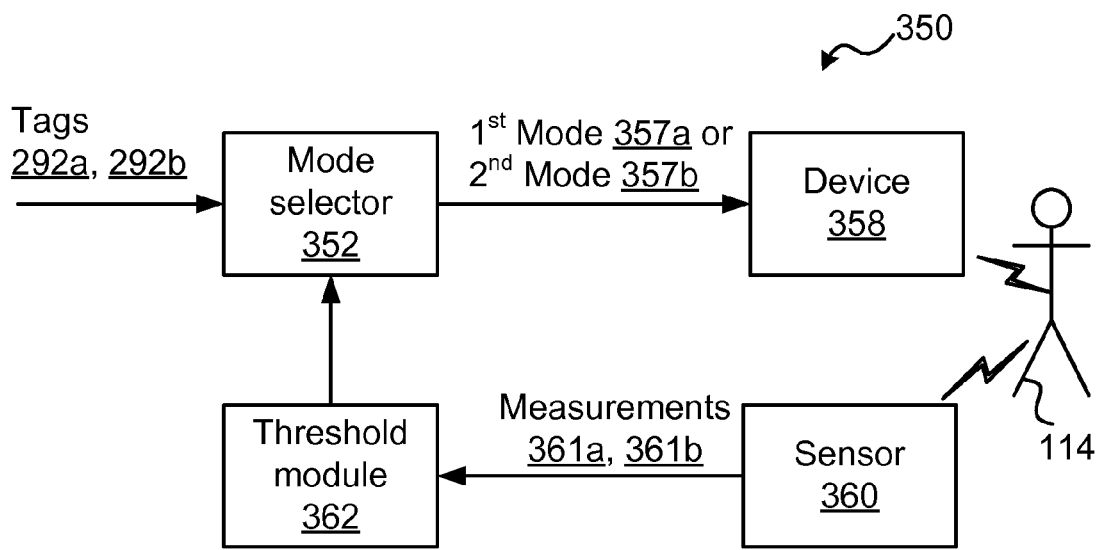 350
Tags
292a, 292b
Mode
selector
352
1st Mode 357a or
2nd Mode 357b
Device
358
Threshold
module
362
Measurements
361a, 361b
Sensor
360
114